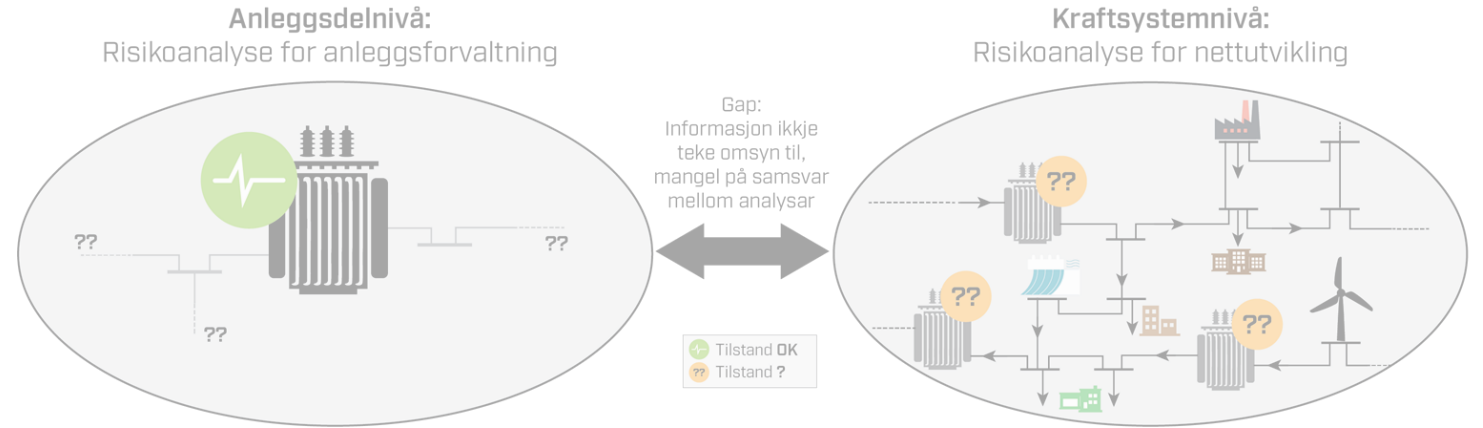 Anleggsdelnivå:
Risikoanalyse for anleggsforvaltning
Kraftsystemnivå:
Risikoanalyse for nettutvikling
Gap:
Informasjon ikkje
teke omsyn til,
mangel på samsvar
mellom analysar
??
??
??
??
??
??
Tilstand OK
?? Tilstand ?